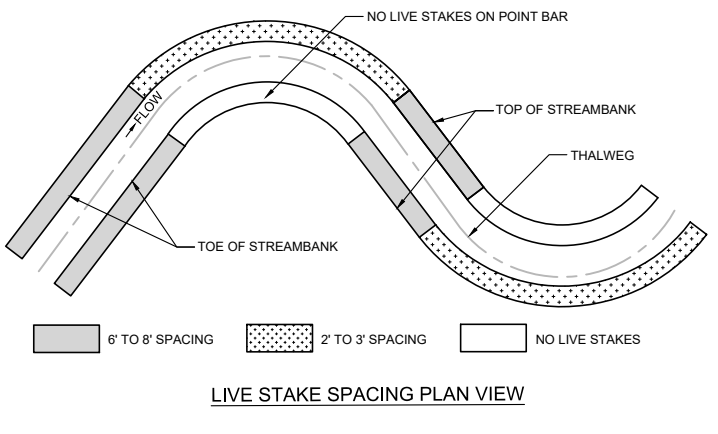 NO LIVE STAKES ON POINT BAR
FLOW
TOP OF STREAMBANK
THALWEG
TOE OF STREAMBANK
6' TO 8' SPACING
2' TO 3' SPACING
NO LIVE STAKES
LIVE STAKE SPACING PLAN VIEW